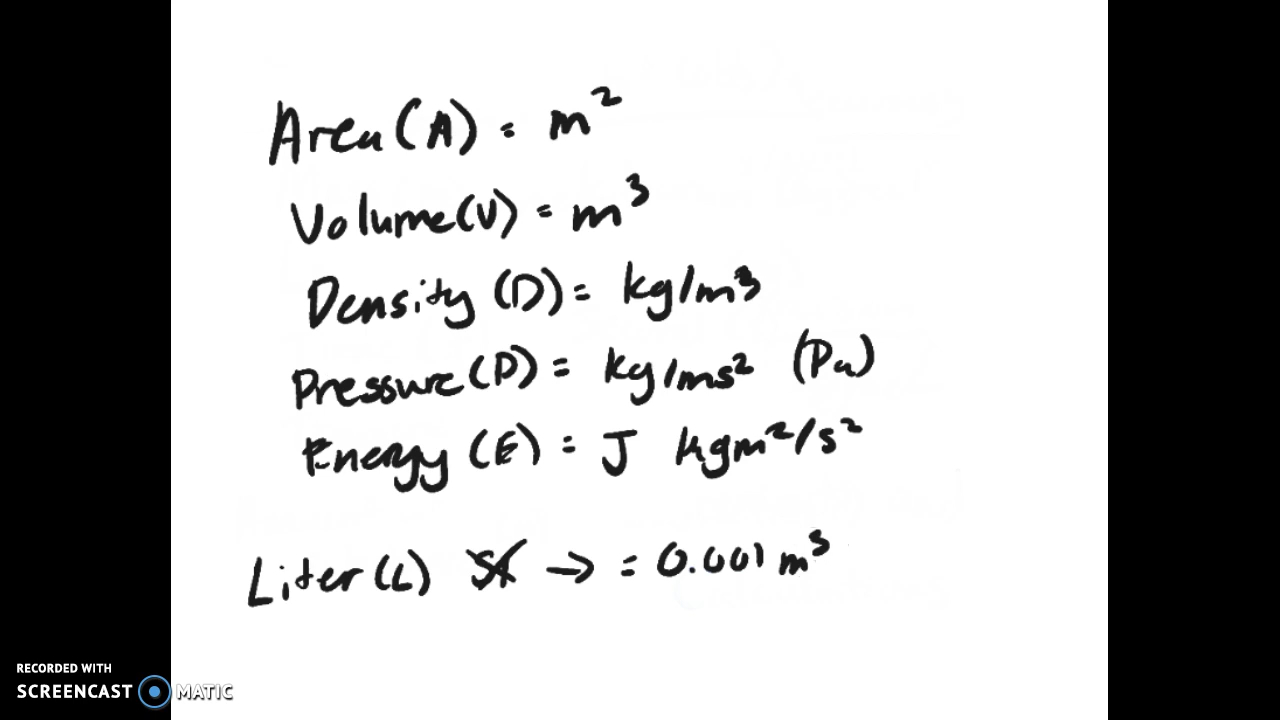 Area (A) = m²
Volume (V) = m³
Density (D) = kg/m³
Pressure (P) = kg/ms² (Pa)
Energy (E) = J kgm²/s²
Liter (L) SI → = 0.001 m³
RECORDED WITH
SCREENCAST MATIC